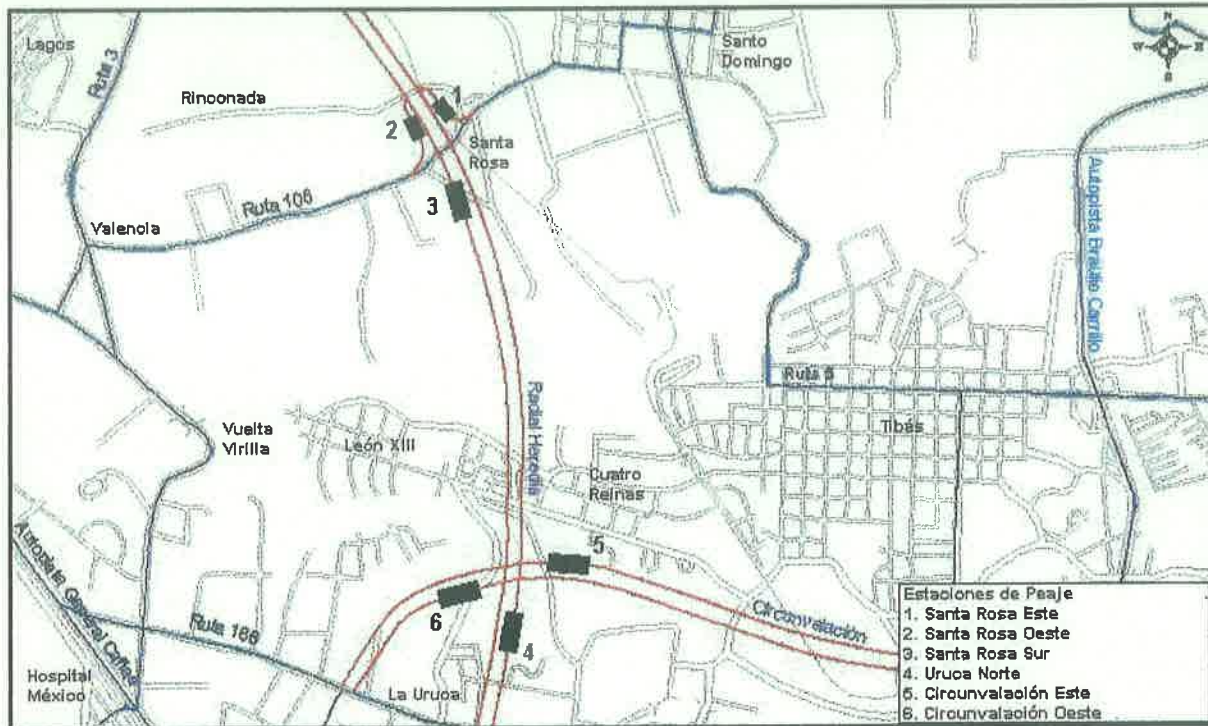 Lagos
Ruta 3
Rinconada
1
2
Santa
Rosa
Santo
Domingo
N
W E
S
3
Ruta 106
Valencia
Autopista Braulio Carrillo
Ruta 5
Tibás
Radial Heredia
Vuelta
Virilla
León XIII
Cuatro
Reinas
5
6
4
Circunvalación
Autopista General Cañas
Ruta 166
Hospital
México
La Uruca
Estaciones de Peaje
1. Santa Rosa Este
2. Santa Rosa Oeste
3. Santa Rosa Sur
4. Uruca Norte
5. Circunvalación Este
6. Circunvalación Oeste